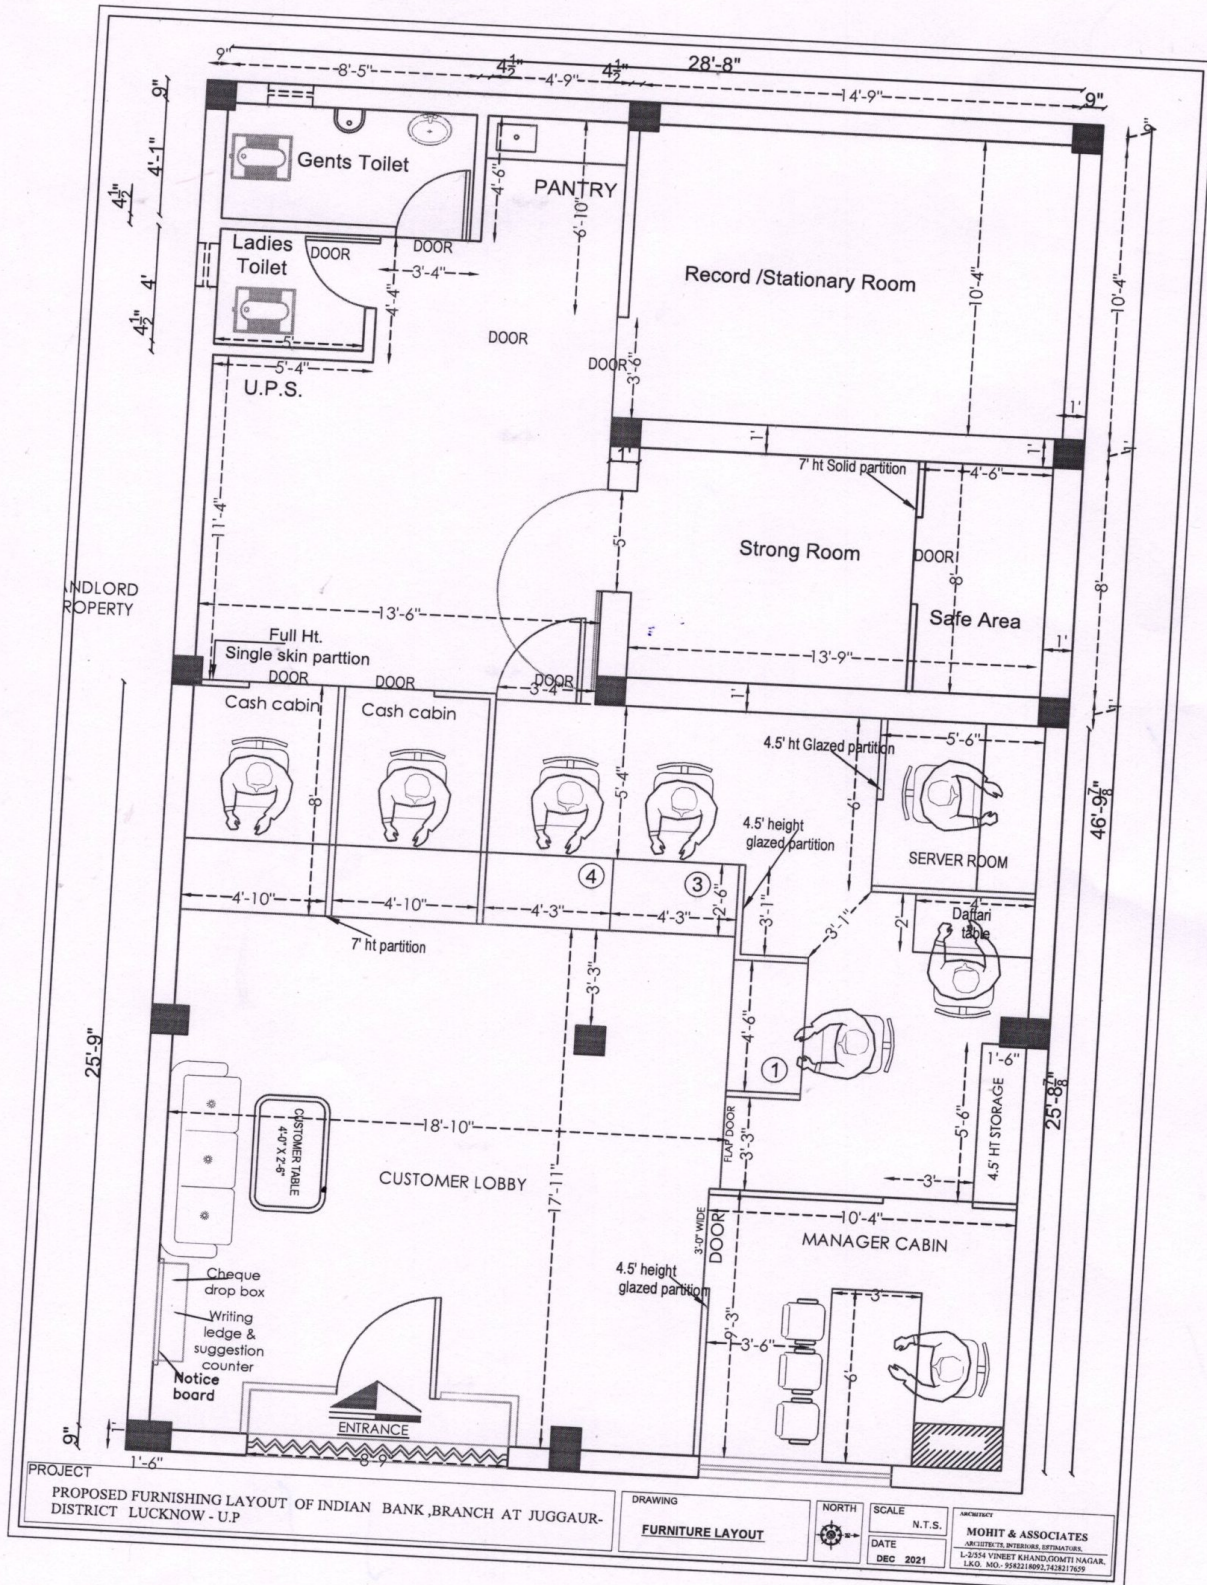 9"
8'-5"
4½"
4'-9"
4½"
28'-8"
14'-9"
9"
9"
4'-1"
4½"
4'
4½"
Gents Toilet
4'-6"
PANTRY
6'-10"
Ladies
Toilet
DOOR
DOOR
3'-4"
4'-4"
5'
5'-4"
U.P.S.
DOOR
DOOR
3'-6"
Record /Stationary Room
10'-4"
9"
10'-4"
1'
1'
1'
1'
1'
7' ht Solid partition
4'-6"
11'-4"
5'
Strong Room
DOOR
8'
8'
Safe Area
NDLORD
ROPERTY
13'-6"
13'-9"
1'
Full Ht.
Single skin parttion
DOOR
DOOR
DOOR
3'-4"
1'
1'
Cash cabin
Cash cabin
8'
5'-4"
4.5' ht Glazed partition
5'-6"
6'
4.5' height
glazed partition
SERVER ROOM
46'-9⅞"
4
3
4'-10"
4'-10"
4'-3"
4'-3"
2'-6"
3'-1"
3'-1"
2'
4'
Daftari
table
7' ht partition
3'-3"
4'-6"
1
1'-6"
4.5' HT STORAGE
5'-6"
25'-9"
25'-8⅞"
CUSTOMER TABLE
4'-0" X 2'-6"
18'-10"
FLAP DOOR
3'-3"
CUSTOMER LOBBY
17'-11"
3'
10'-4"
3'-0" WIDE
DOOR
MANAGER CABIN
4.5' height
glazed partition
Cheque
drop box
Writing
ledge &
suggestion
counter
Notice
board
9'-3"
3'-6"
3'
6'
ENTRANCE
8'-9"
9"
1'
1'-6"
PROJECT
PROPOSED FURNISHING LAYOUT OF INDIAN BANK ,BRANCH AT JUGGAUR-
DISTRICT LUCKNOW - U.P
DRAWING
FURNITURE LAYOUT
NORTH
SCALE
N.T.S.
DATE
DEC 2021
ARCHITECT
MOHIT & ASSOCIATES
ARCHITECTS, INTERIORS, ESTIMATORS,
L-2/554 VINEET KHAND,GOMTI NAGAR,
LKO. MO.- 9582218092,7428217659